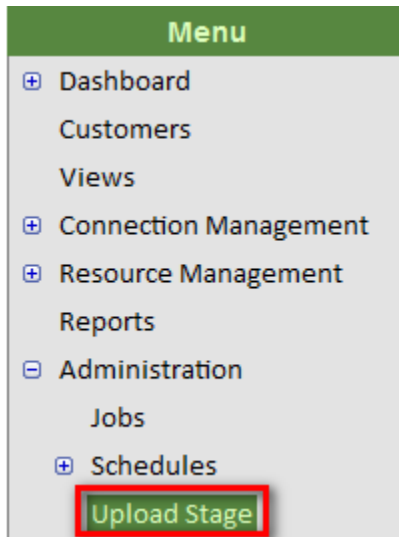 Menu
Dashboard
Customers
Views
Connection Management
Resource Management
Reports
Administration
Jobs
Schedules
Upload Stage